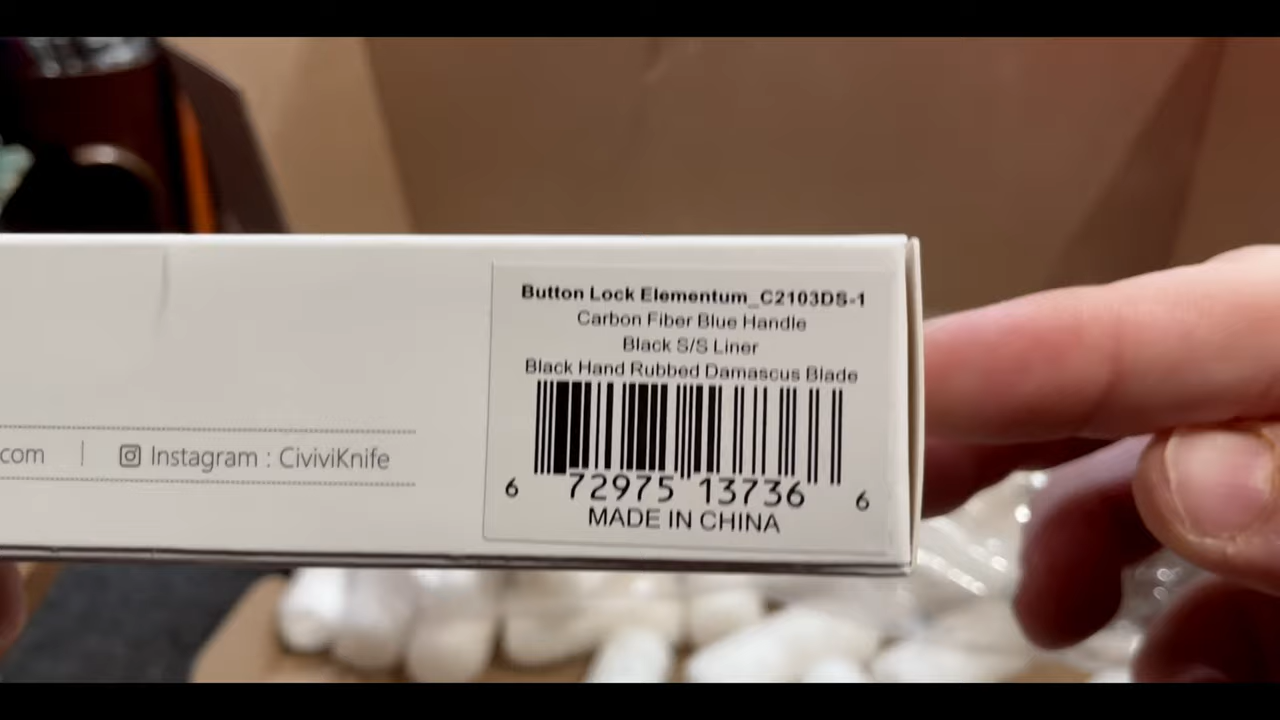 Button Lock Elementum_C2103DS-1
Carbon Fiber Blue Handle
Black S/S Liner
Black Hand Rubbed Damascus Blade
6 72975 13736 6
MADE IN CHINA
com | Instagram : CiviviKnife